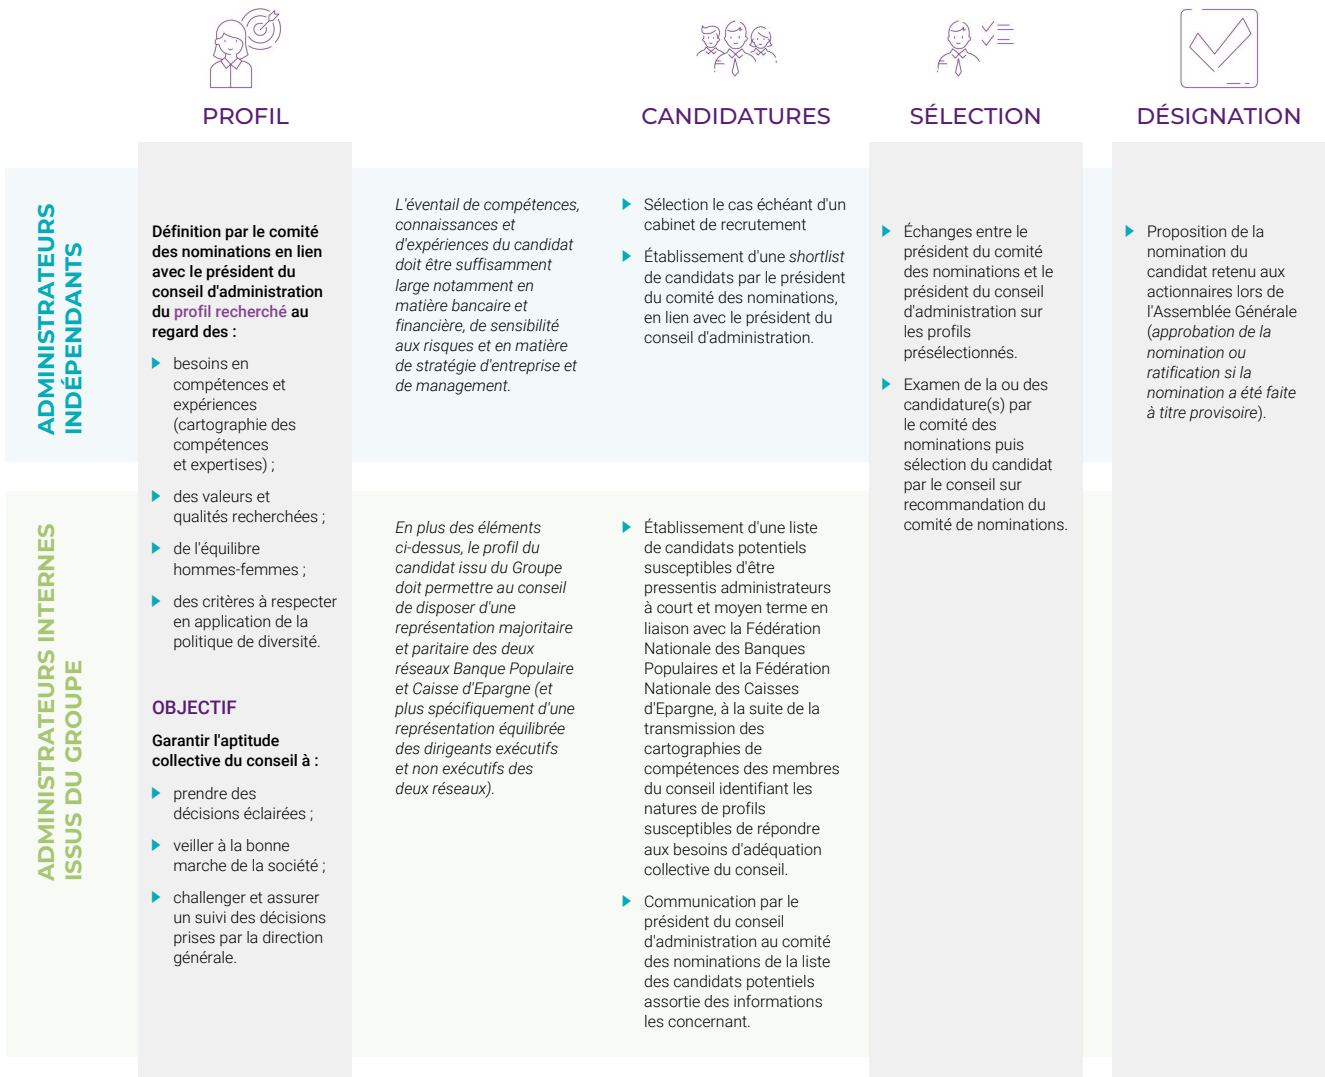 PROFIL
CANDIDATURES
SÉLECTION
DÉSIGNATION
ADMINISTRATEURS
INDÉPENDANTS
ADMINISTRATEURS INTERNES
ISSUS DU GROUPE
Définition par le comité
des nominations en lien
avec le président du
conseil d'administration
du profil recherché au
regard des :
besoins en
compétences et
expériences
(cartographie des
compétences
et expertises) ;
des valeurs et
qualités recherchées ;
de l'équilibre
hommes-femmes ;
des critères à respecter
en application de la
politique de diversité.
OBJECTIF
Garantir l'aptitude
collective du conseil à :
prendre des
décisions éclairées ;
veiller à la bonne
marche de la société ;
challenger et assurer
un suivi des décisions
prises par la direction
générale.
L'éventail de compétences,
connaissances et
d'expériences du candidat
doit être suffisamment
large notamment en
matière bancaire et
financière, de sensibilité
aux risques et en matière
de stratégie d'entreprise et
de management.
En plus des éléments
ci-dessus, le profil du
candidat issu du Groupe
doit permettre au conseil
de disposer d'une
représentation majoritaire
et paritaire des deux
réseaux Banque Populaire
et Caisse d'Epargne (et
plus spécifiquement d'une
représentation équilibrée
des dirigeants exécutifs
et non exécutifs des
deux réseaux).
Sélection le cas échéant d'un
cabinet de recrutement
Établissement d'une shortlist
de candidats par le président
du comité des nominations,
en lien avec le président du
conseil d'administration.
Établissement d'une liste
de candidats potentiels
susceptibles d'être
pressentis administrateurs
à court et moyen terme en
liaison avec la Fédération
Nationale des Banques
Populaires et la Fédération
Nationale des Caisses
d'Epargne, à la suite de la
transmission des
cartographies de
compétences des membres
du conseil identifiant les
natures de profils
susceptibles de répondre
aux besoins d'adéquation
collective du conseil.
Communication par le
président du conseil
d'administration au comité
des nominations de la liste
des candidats potentiels
assortie des informations
les concernant.
Échanges entre le
président du comité
des nominations et le
président du conseil
d'administration sur
les profils
présélectionnés.
Examen de la ou des
candidature(s) par
le comité des
nominations puis
sélection du candidat
par le conseil sur
recommandation du
comité de nominations.
Proposition de la
nomination du
candidat retenu aux
actionnaires lors de
l'Assemblée Générale
(approbation de la
nomination ou
ratification si la
nomination a été faite
à titre provisoire).